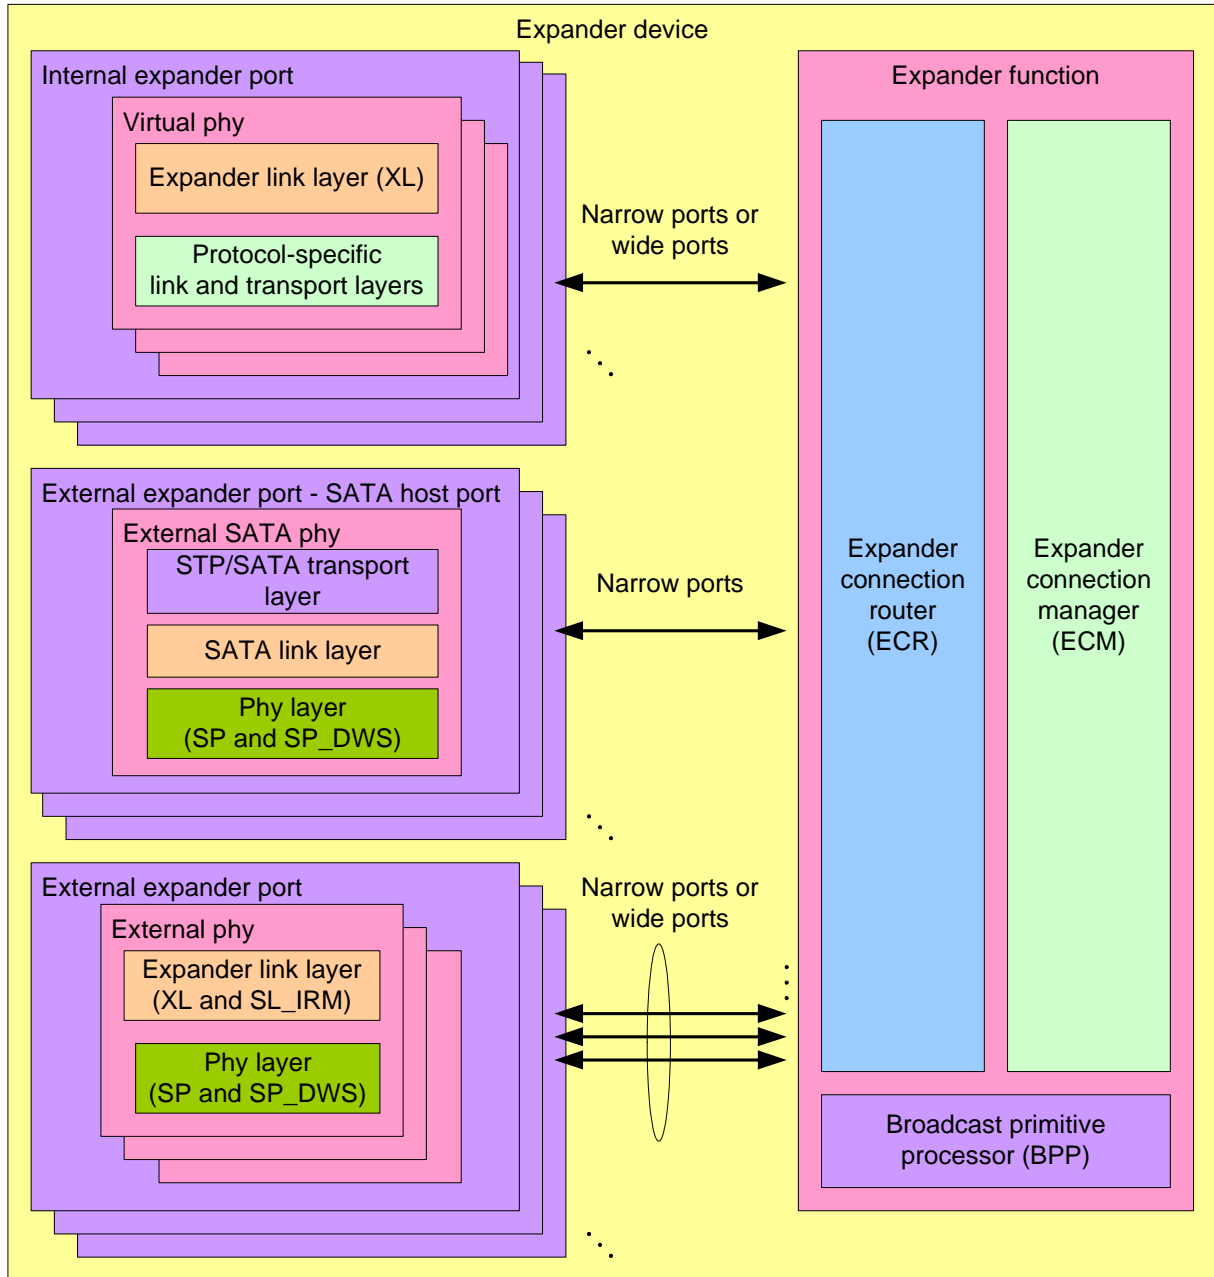 Expander device
Internal expander port
Virtual phy
Expander link layer (XL)
Protocol-specific
link and transport layers
Narrow ports or
wide ports
External expander port - SATA host port
External SATA phy
STP/SATA transport
layer
SATA link layer
Phy layer
(SP and SP_DWS)
Narrow ports
External expander port
External phy
Expander link layer
(XL and SL_IRM)
Phy layer
(SP and SP_DWS)
Narrow ports or
wide ports
Expander function
Expander
connection
router
(ECR)
Expander
connection
manager
(ECM)
Broadcast primitive
processor (BPP)